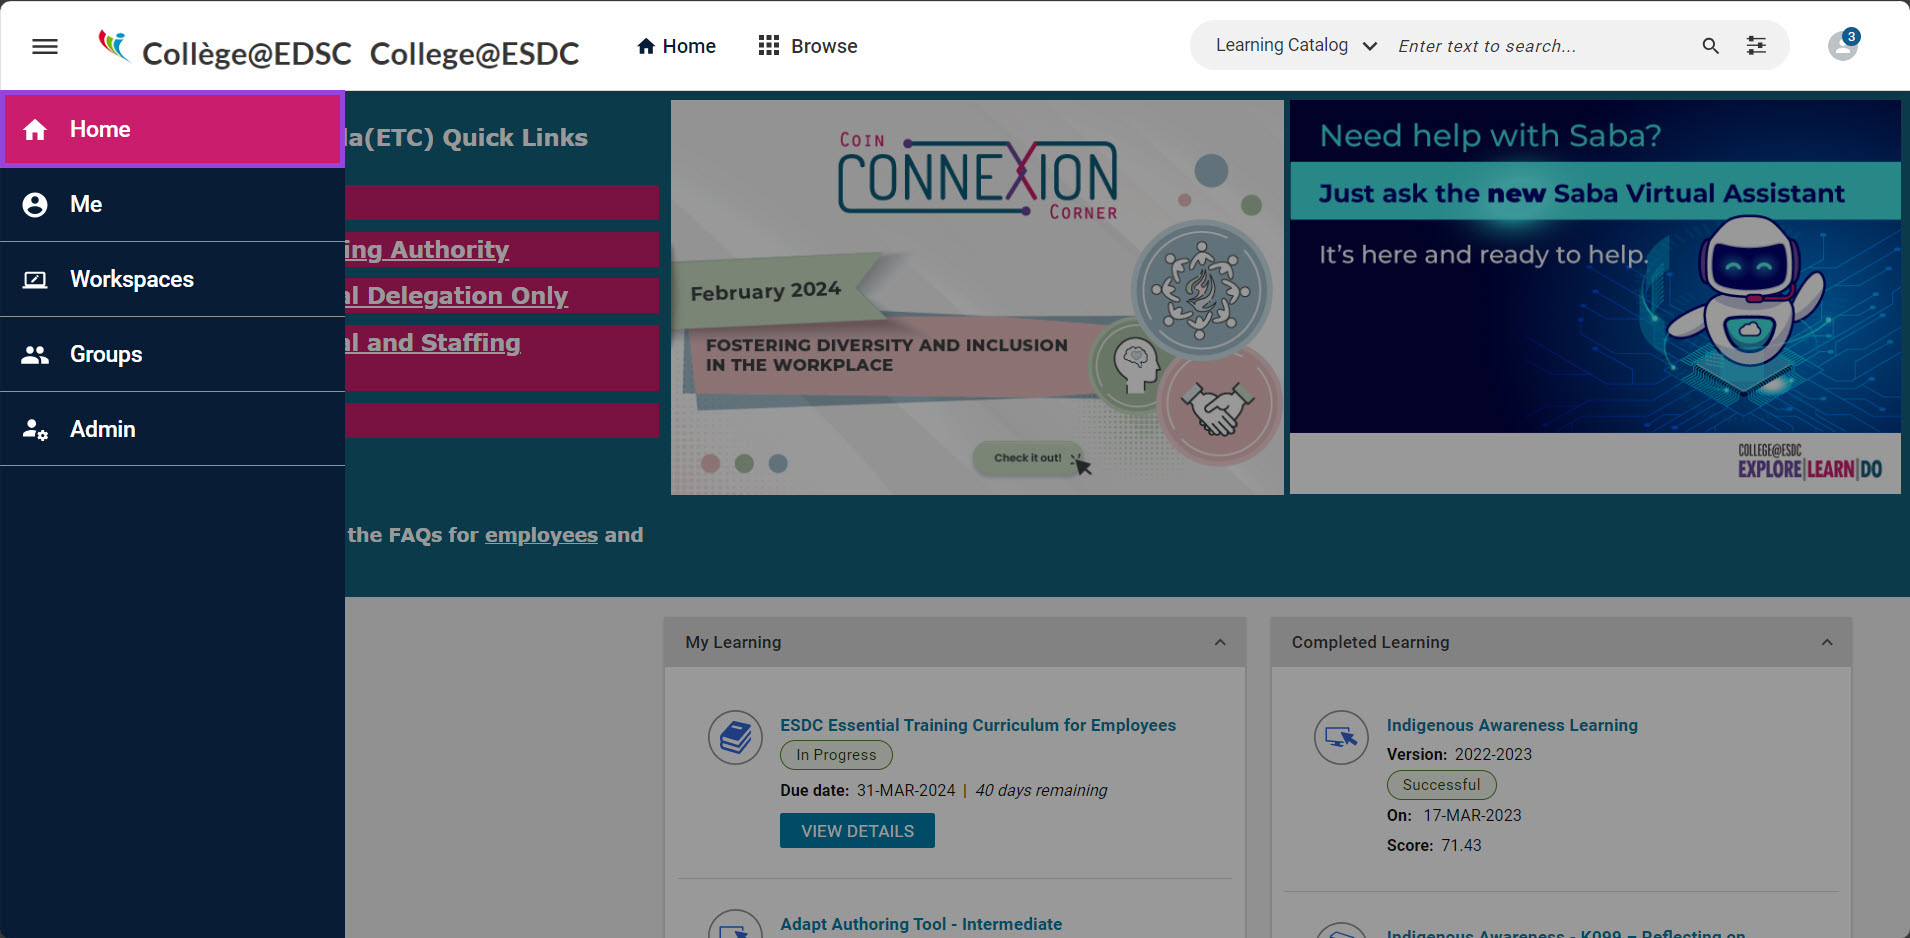 Collège@EDSC College@ESDC
Home
Browse
Learning Catalog
Enter text to search...
3
Home
Me
Workspaces
Groups
Admin
la(ETC) Quick Links
ing Authority
al Delegation Only
al and Staffing
the FAQs for employees and
COIN
CONNEXION
CORNER
February 2024
FOSTERING DIVERSITY AND INCLUSION
IN THE WORKPLACE
Check it out!
Need help with Saba?
Just ask the new Saba Virtual Assistant
It's here and ready to help.
COLLEGE@ESDC
EXPLORE|LEARN|DO
My Learning
ESDC Essential Training Curriculum for Employees
In Progress
Due date: 31-MAR-2024 | 40 days remaining
VIEW DETAILS
Adapt Authoring Tool - Intermediate
Completed Learning
Indigenous Awareness Learning
Version: 2022-2023
Successful
On: 17-MAR-2023
Score: 71.43
Indigenous Awareness - K099 – Reflecting on